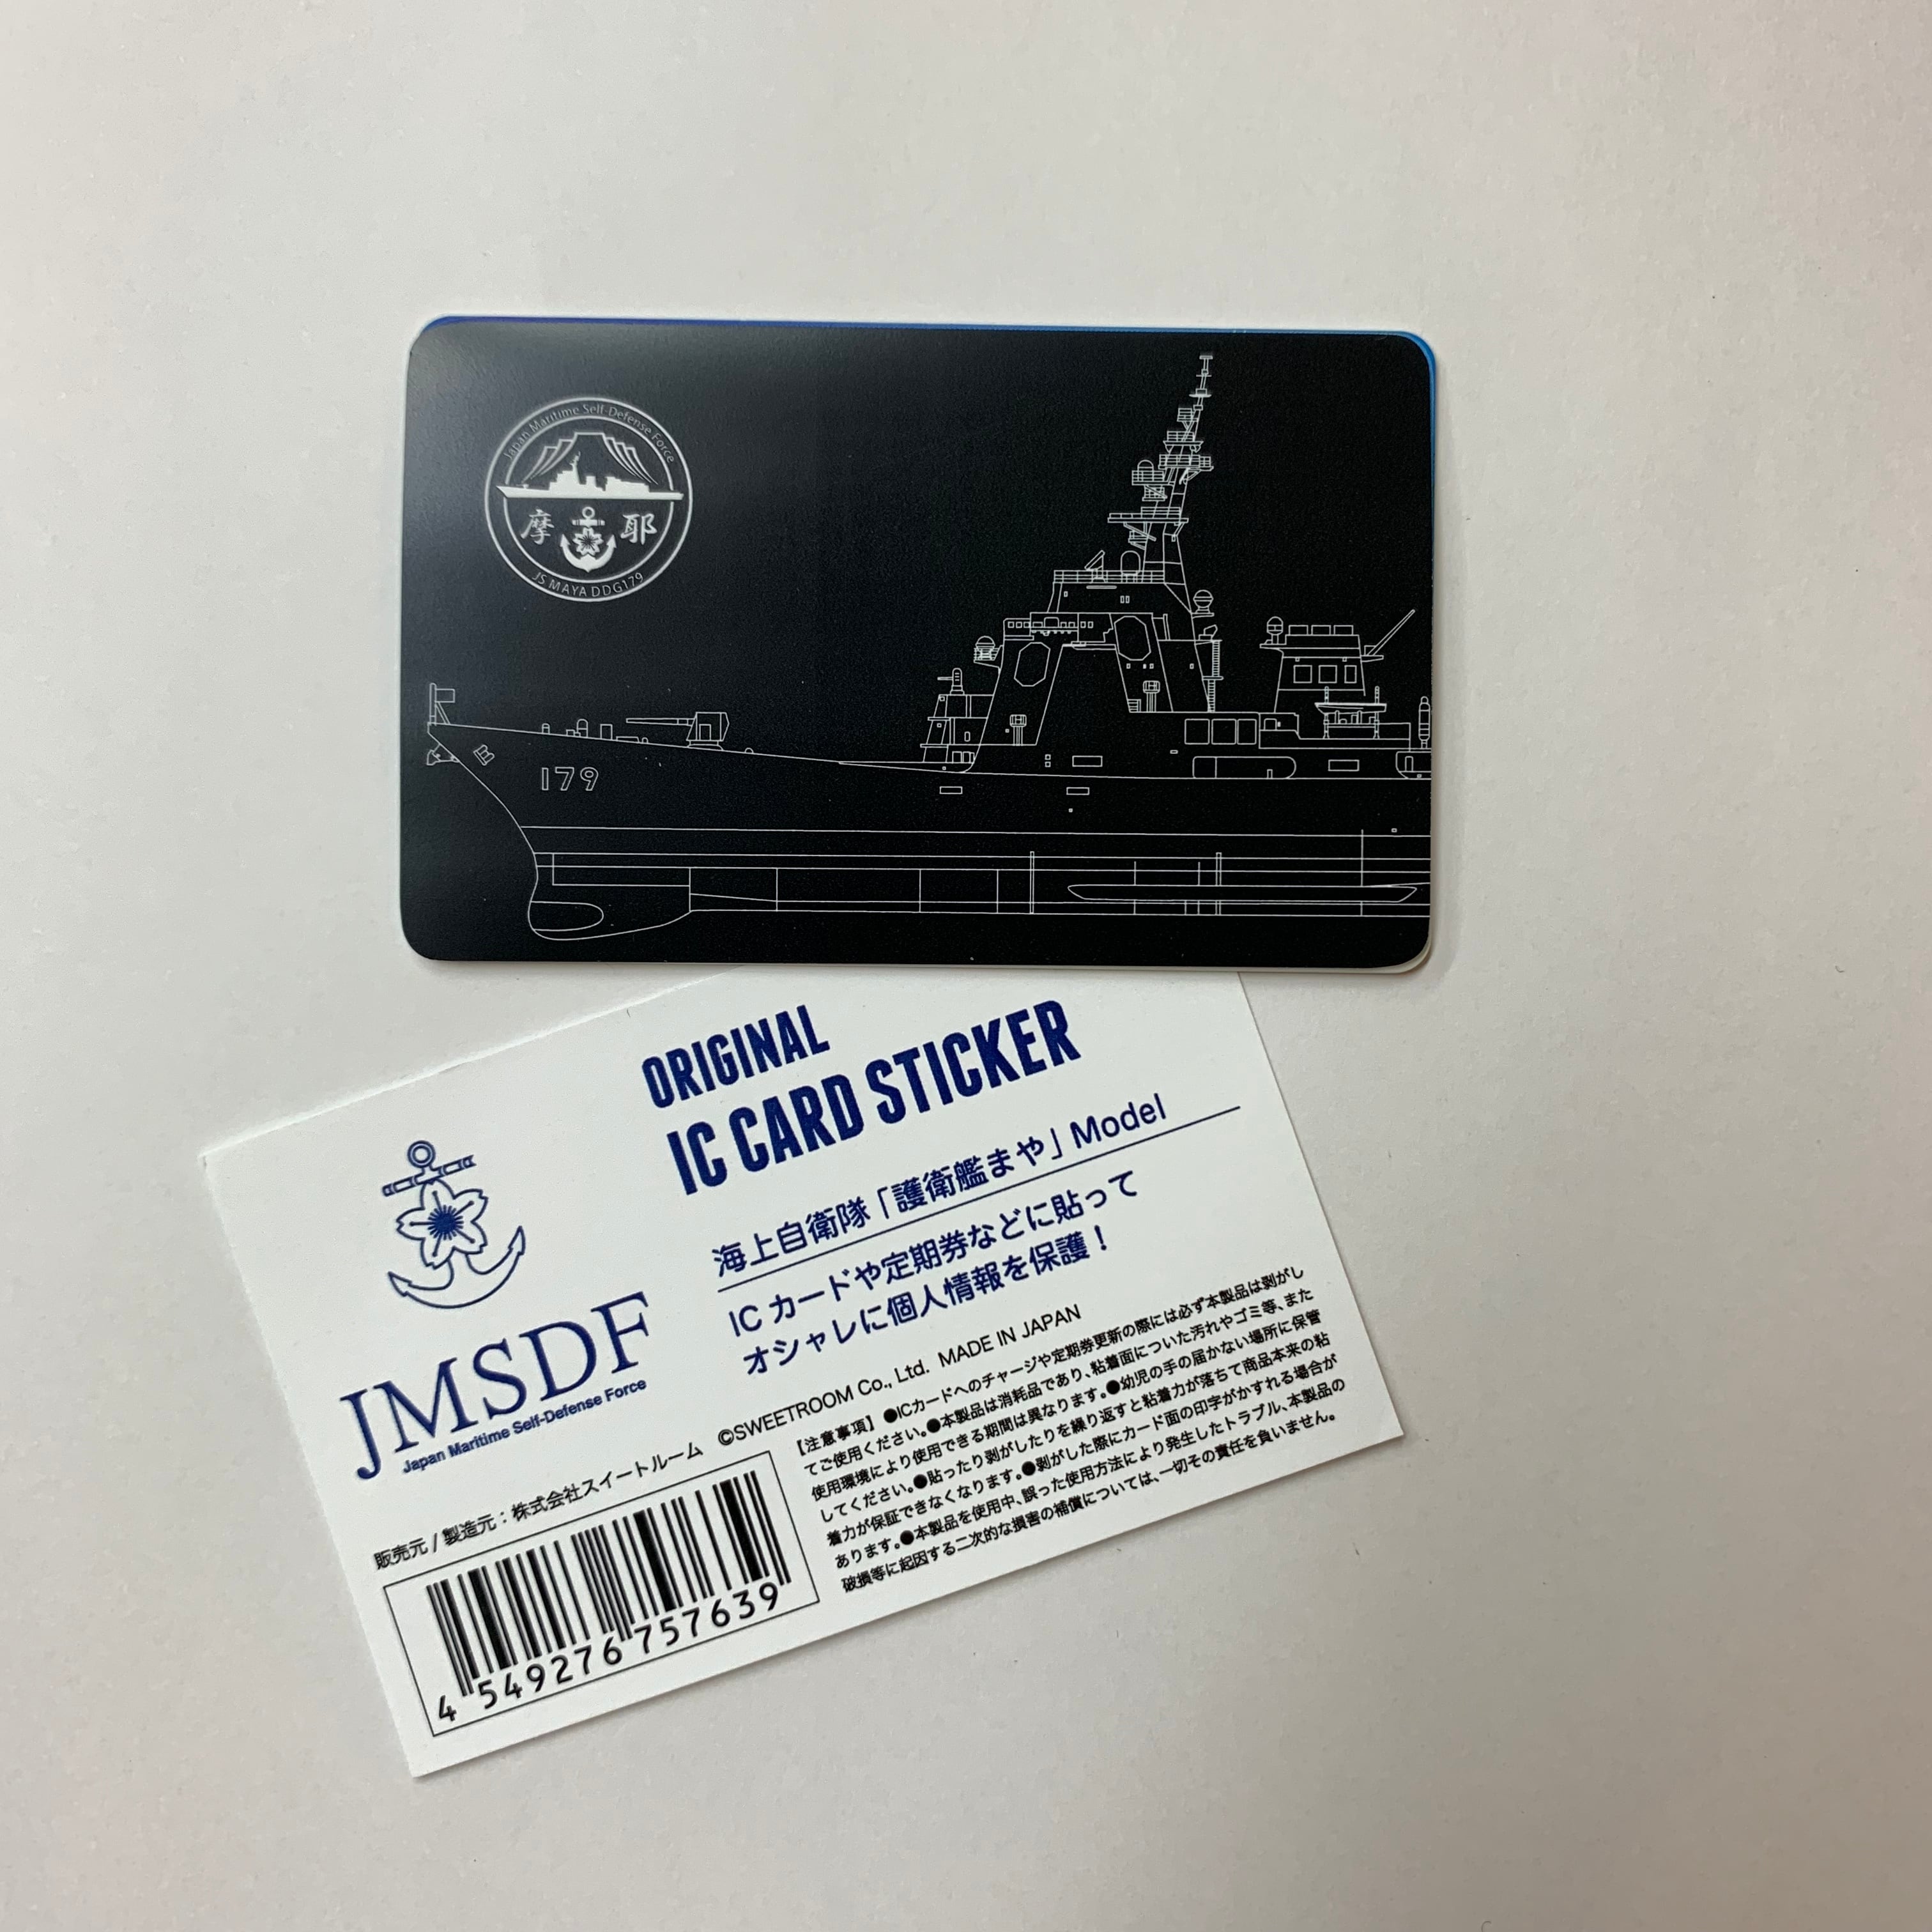 Japan Maritime Self-Defense Force
摩 耶
JS MAYA DDG179
179
ORIGINAL
IC CARD STICKER
海上自衛隊「護衛艦まや」Model
ICカードや定期券などに貼って
オシャレに個人情報を保護！
JMSDF
Japan Maritime Self-Defense Force
販売元 / 製造元：株式会社スイートルーム ©SWEETROOM Co., Ltd. MADE IN JAPAN
【注意事項】●ICカードへのチャージや定期券更新の際には必ず本製品は剥がし
てご使用ください。●本製品は消耗品であり、粘着面についた汚れやゴミ等、また
使用環境により使用できる期間は異なります。●幼児の手の届かない場所に保管
してください。●貼ったり剥がしたりを繰り返すと粘着力が落ちて商品本来の粘
着力が保証できなくなります。●剥がした際にカード面の印字がかすれる場合が
あります。●本製品を使用中、誤った使用方法により発生したトラブル、本製品の
破損等に起因する二次的な損害の補償については、一切その責任を負いません。
4 549276 757639